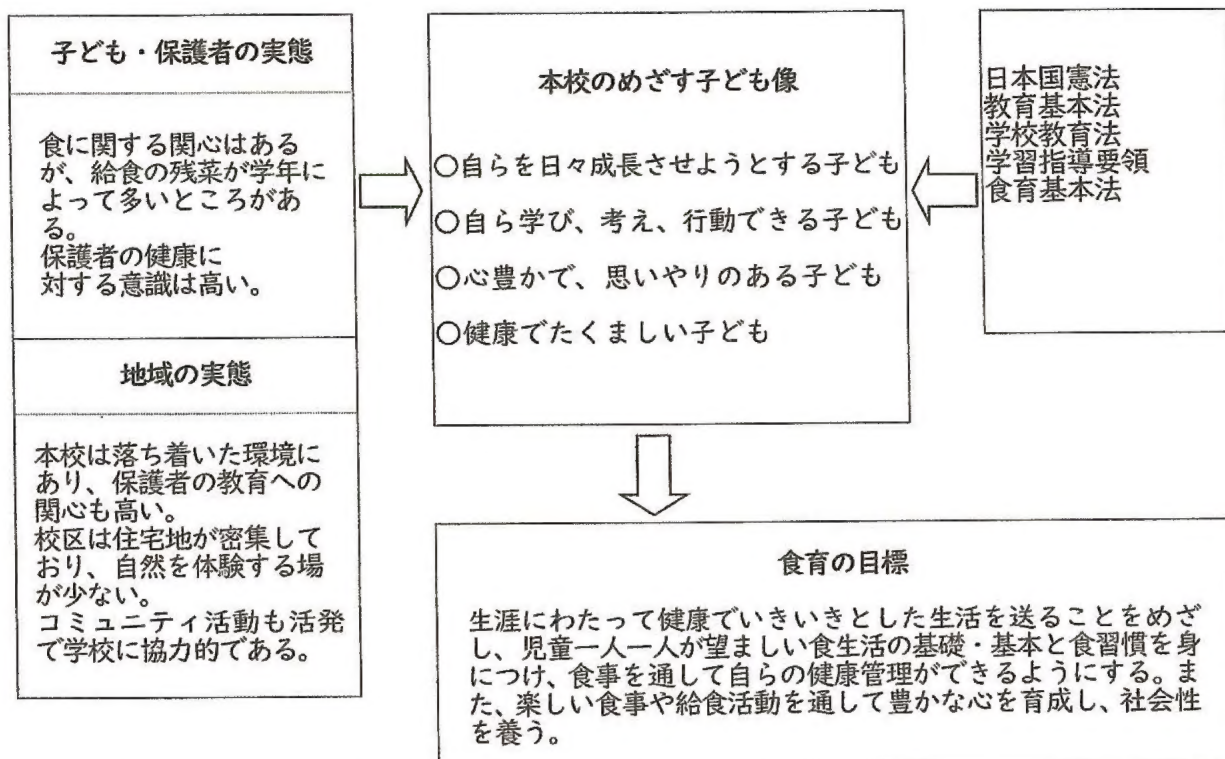 子ども・保護者の実態
食に関する関心はある
が、給食の残菜が学年に
よって多いところがあ
る。
保護者の健康に
対する意識は高い。
地域の実態
本校は落ち着いた環境に
あり、保護者の教育への
関心も高い。
校区は住宅地が密集して
おり、自然を体験する場
が少ない。
コミュニティ活動も活発
で学校に協力的である。
本校のめざす子ども像
○自らを日々成長させようとする子ども
○自ら学び、考え、行動できる子ども
○心豊かで、思いやりのある子ども
○健康でたくましい子ども
日本国憲法
教育基本法
学校教育法
学習指導要領
食育基本法
食育の目標
生涯にわたって健康でいきいきとした生活を送ることをめざ
し、児童一人一人が望ましい食生活の基礎・基本と食習慣を身
につけ、食事を通して自らの健康管理ができるようにする。ま
た、楽しい食事や給食活動を通して豊かな心を育成し、社会性
を養う。